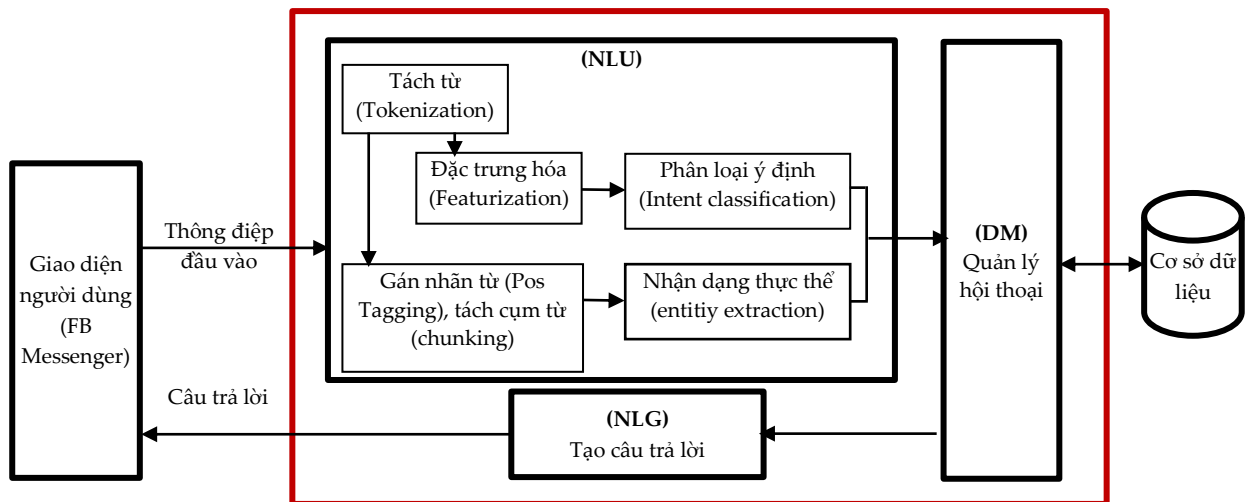 (NLU)
Tách từ
(Tokenization)
Đặc trưng hóa
(Featurization)
Phân loại ý định
(Intent classification)
Thông điệp
đầu vào
Giao diện
người dùng
(FB
Messenger)
Gán nhãn từ (Pos
Tagging), tách cụm từ
(chunking)
Nhận dạng thực thể
(entitiy extraction)
(DM)
Quản lý
hội thoại
Cơ sở dữ
liệu
Câu trả lời
(NLG)
Tạo câu trả lời